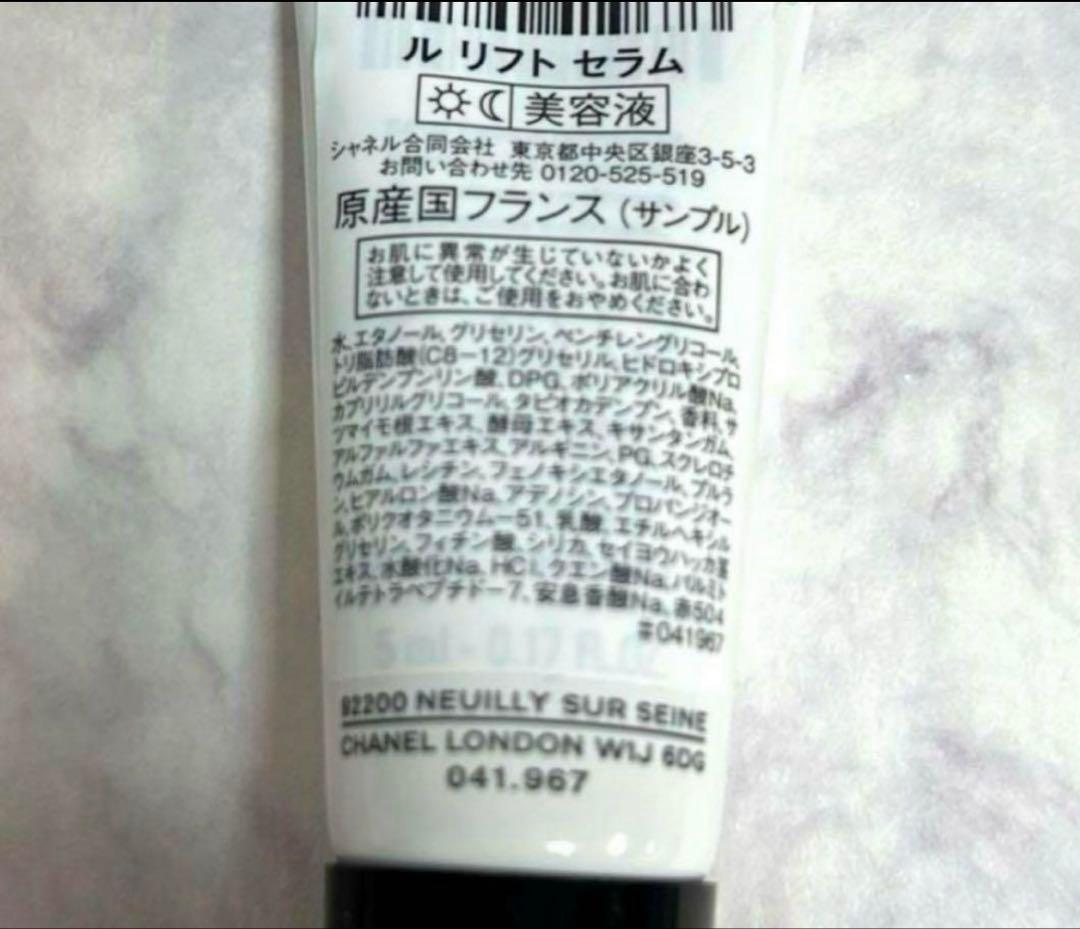 ル リフト セラム
美容液
シャネル合同会社 東京都中央区銀座3-5-3
お問い合わせ先 0120-525-519
原産国フランス (サンプル)
お肌に異常が生じていないかよく
注意して使用してください。お肌に合わ
ないときは、ご使用をおやめください。
水、エタノール、グリセリン、ペンチレングリコール、
トリ脂肪酸(C8-12)グリセリル、ヒドロキシプロ
ピルデンプンリン酸、DPG、ポリアクリル酸Na、
カプリリルグリコール、タピオカデンプン、香料、サ
ツマイモ根エキス、酵母エキス、キサンタンガム、
アルファルファエキス、アルギニン、PG、スクレロチ
ウムガム、レシチン、フェノキシエタノール、プルラ
ン、ヒアルロン酸Na、アデノシン、プロパンジオー
ル、ポリクオタニウム-51、乳酸、エチルヘキシル
グリセリン、フィチン酸、シリカ、セイヨウハッカ葉
エキス、水酸化Na、HCl、クエン酸Na、パルミト
イルテトラペプチド-7、安息香酸Na、赤504
#041967
5 ml - 0.17 FL.OZ
92200 NEUILLY SUR SEINE
CHANEL LONDON W1J 6DG
041.967